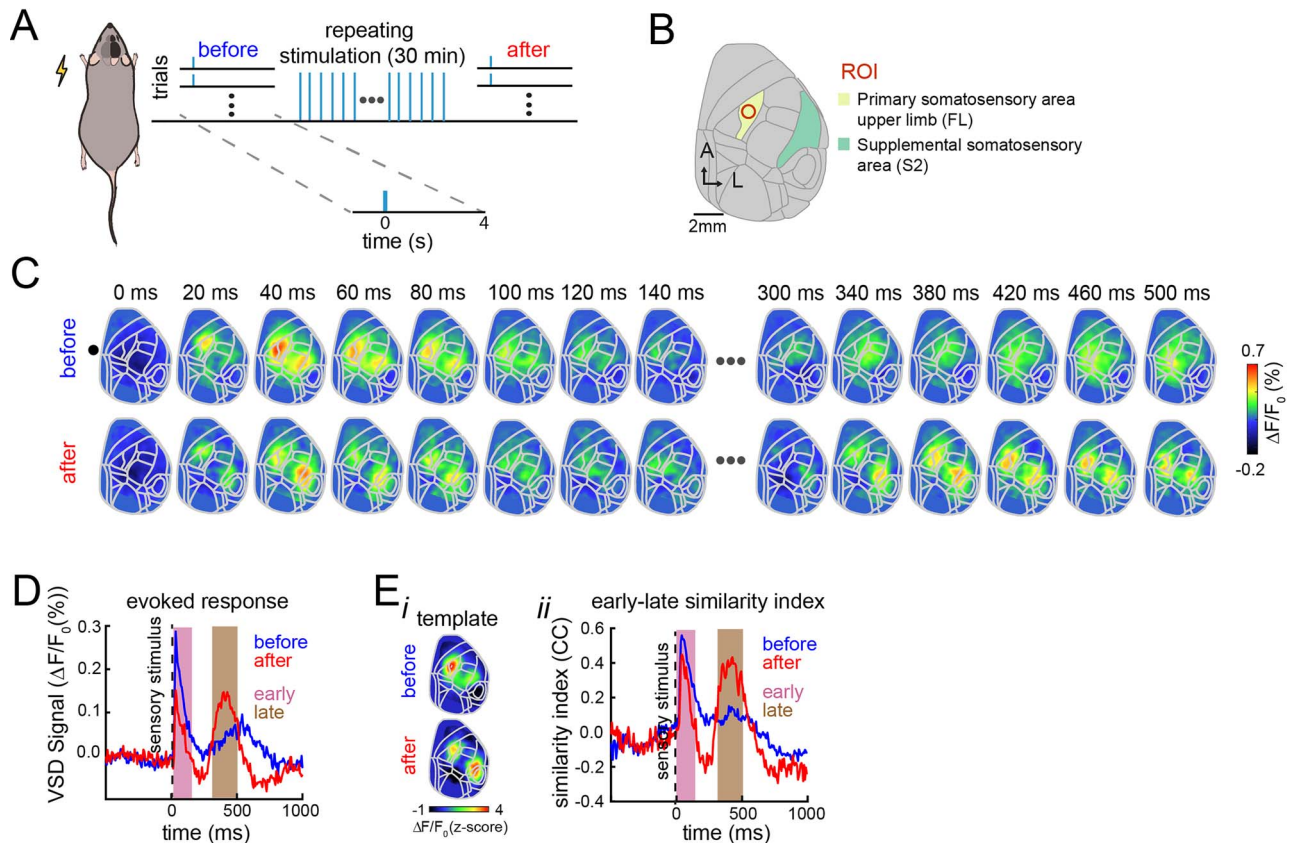 A
trials
before
repeating
stimulation (30 min)
after
0
4
time (s)
B
A
L
2mm
ROI
Primary somatosensory area
upper limb (FL)
Supplemental somatosensory
area (S2)
C
0 ms 20 ms 40 ms 60 ms 80 ms 100 ms 120 ms 140 ms 300 ms 340 ms 380 ms 420 ms 460 ms 500 ms
before
after
0.7
-0.2
ΔF/F₀ (%)
D
evoked response
VSD Signal (ΔF/F₀(%))
0.3
0.2
0.1
0.0
sensory stimulus
before
after
early
late
0 500 1000
time (ms)
E
i
template
before
after
-1 4
ΔF/F₀(z-score)
ii
early-late similarity index
similarity index (CC)
0.6
0.4
0.2
0.0
-0.2
-0.4
sensory stimulus
before
after
early
late
0 500 1000
time (ms)